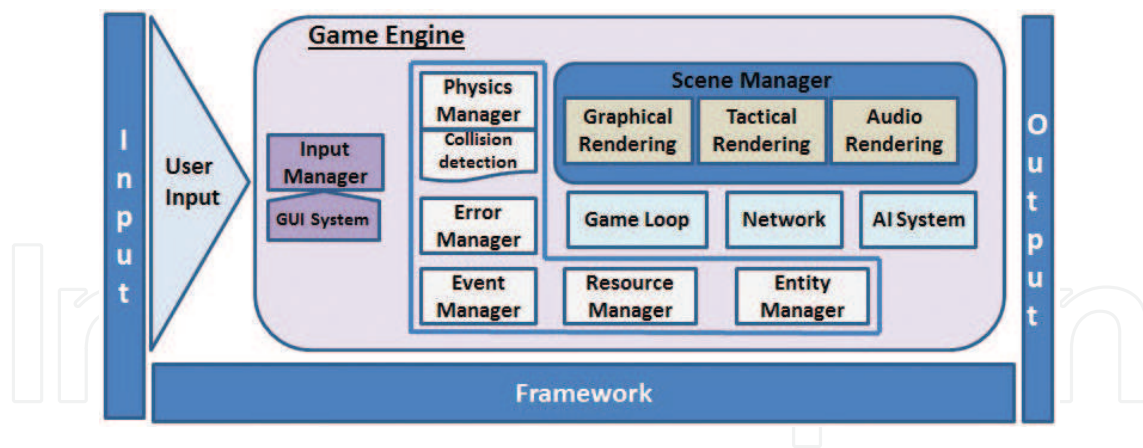 Input
User
Input
Game Engine
Input
Manager
GUI System
Physics
Manager
Collision
detection
Error
Manager
Event
Manager
Resource
Manager
Entity
Manager
Scene Manager
Graphical
Rendering
Tactical
Rendering
Audio
Rendering
Game Loop
Network
AI System
Output
Framework